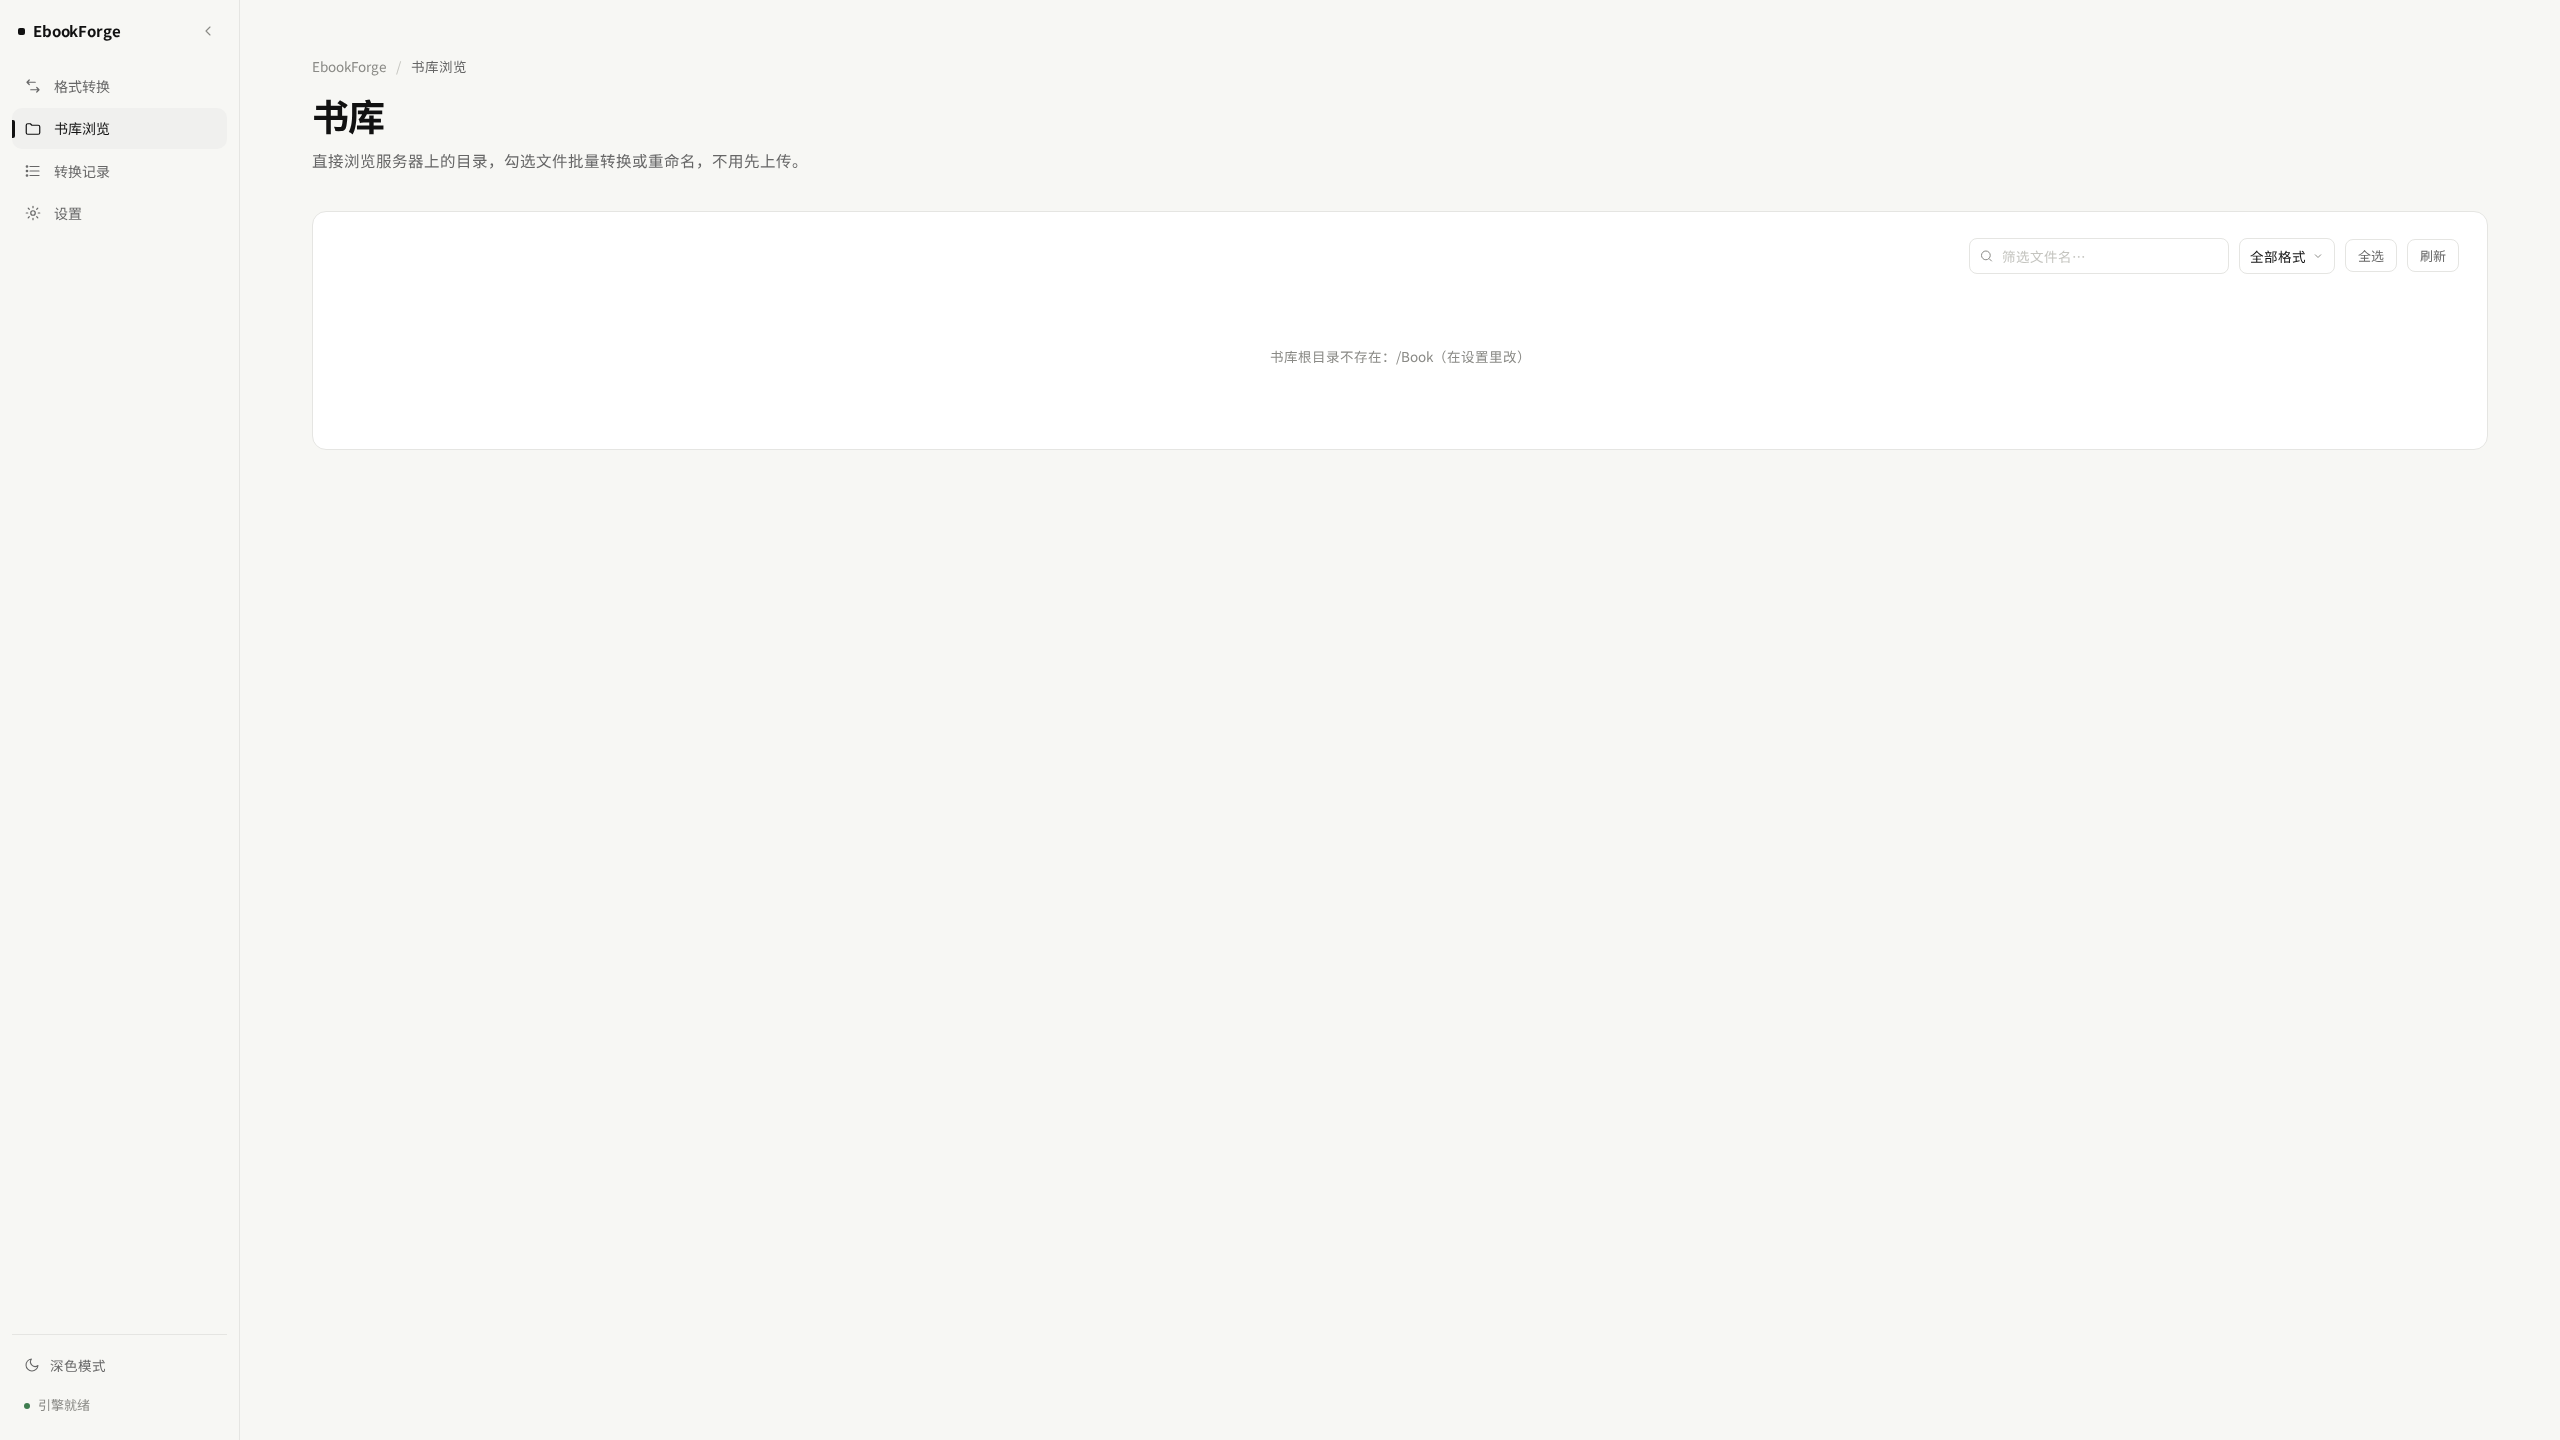 EbookForge
格式转换
书库浏览
转换记录
设置
EbookForge / 书库浏览
书库
直接浏览服务器上的目录，勾选文件批量转换或重命名，不用先上传。
筛选文件名… 全部格式 全选 刷新
书库根目录不存在：/Book（在设置里改）
深色模式
引擎就绪